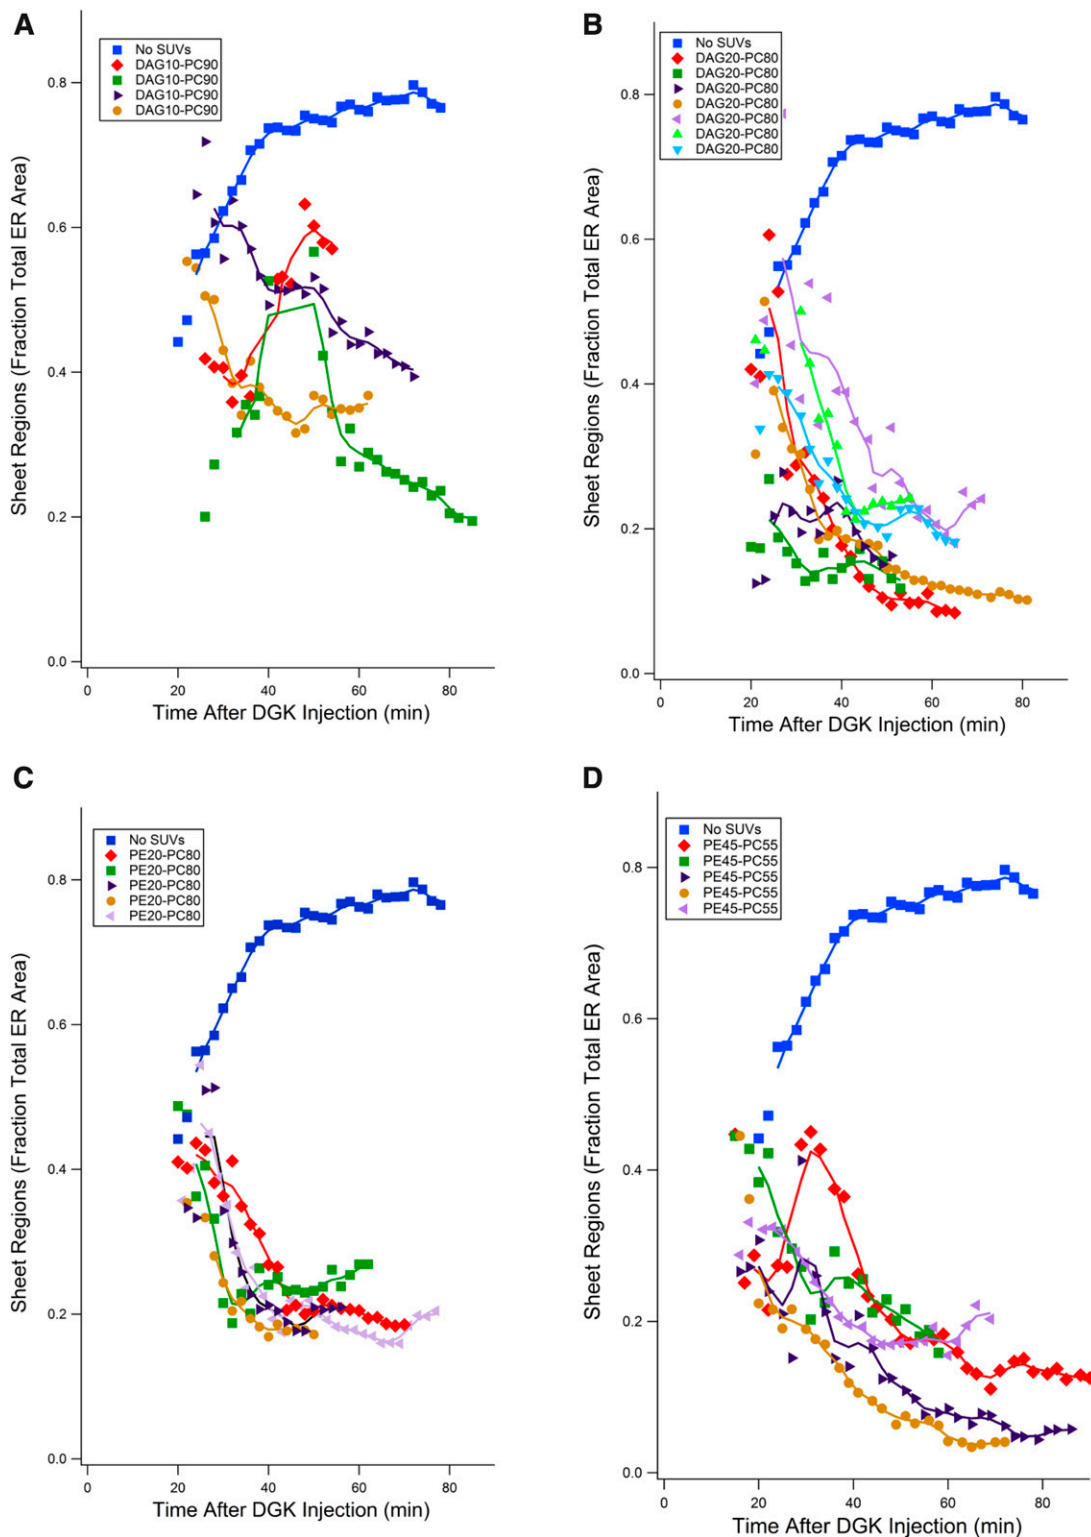 A
No SUVs
DAG10-PC90
DAG10-PC90
DAG10-PC90
DAG10-PC90
Sheet Regions (Fraction Total ER Area)
0.8
0.6
0.4
0.2
0.0
0 20 40 60 80
Time After DGK Injection (min)
B
No SUVs
DAG20-PC80
DAG20-PC80
DAG20-PC80
DAG20-PC80
DAG20-PC80
DAG20-PC80
DAG20-PC80
Sheet Regions (Fraction Total ER Area)
0.8
0.6
0.4
0.2
0.0
0 20 40 60 80
Time After DGK Injection (min)
C
No SUVs
PE20-PC80
PE20-PC80
PE20-PC80
PE20-PC80
PE20-PC80
Sheet Regions (Fraction Total ER Area)
0.8
0.6
0.4
0.2
0.0
0 20 40 60 80
Time After DGK Injection (min)
D
No SUVs
PE45-PC55
PE45-PC55
PE45-PC55
PE45-PC55
PE45-PC55
Sheet Regions (Fraction Total ER Area)
0.8
0.6
0.4
0.2
0.0
0 20 40 60 80
Time After DGK Injection (min)